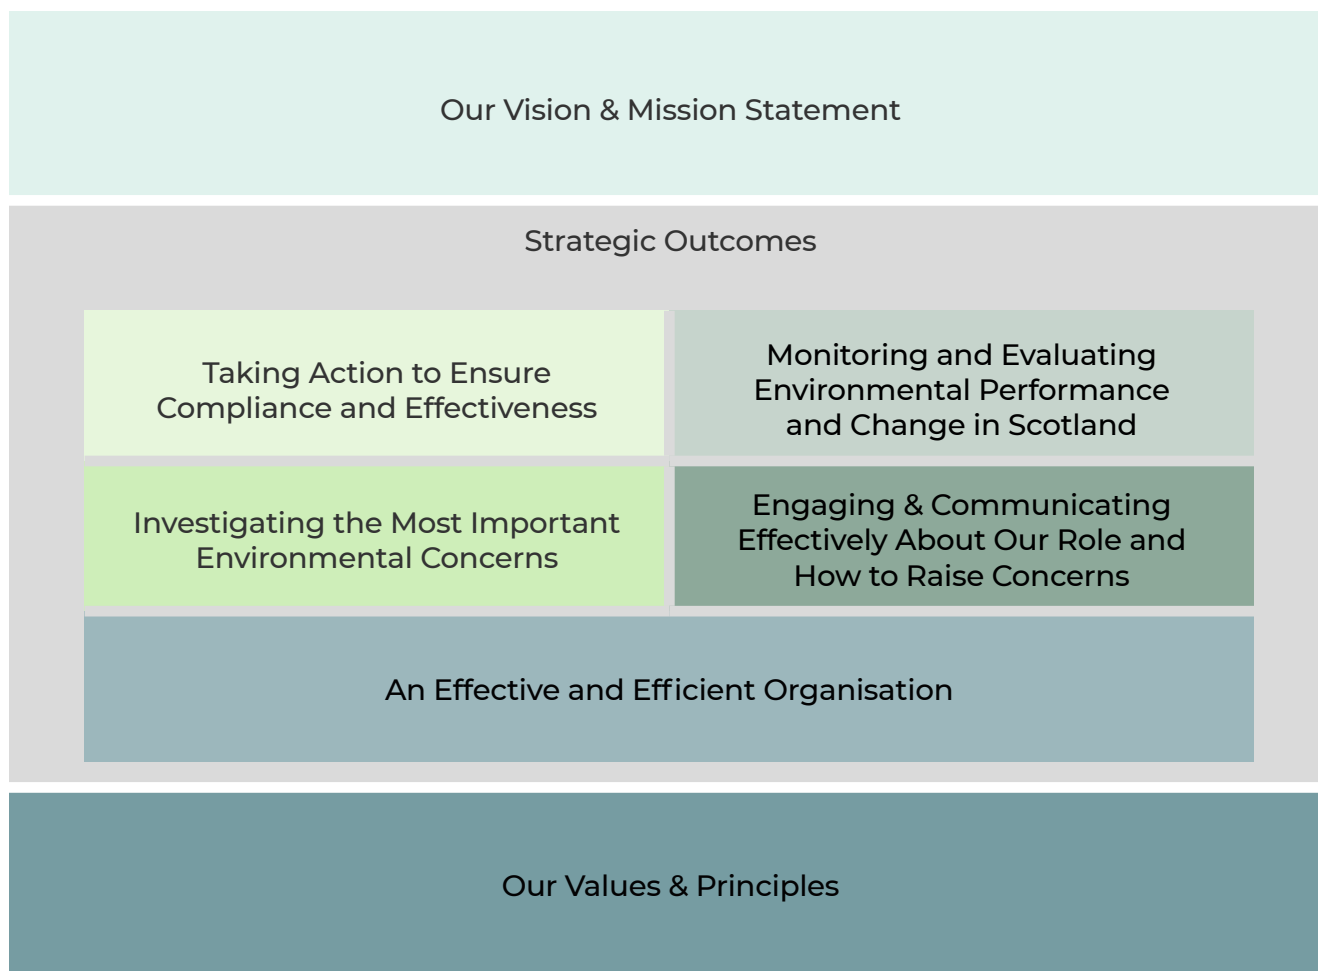 Our Vision & Mission Statement
Strategic Outcomes
Taking Action to Ensure
Compliance and Effectiveness
Monitoring and Evaluating
Environmental Performance
and Change in Scotland
Investigating the Most Important
Environmental Concerns
Engaging & Communicating
Effectively About Our Role and
How to Raise Concerns
An Effective and Efficient Organisation
Our Values & Principles